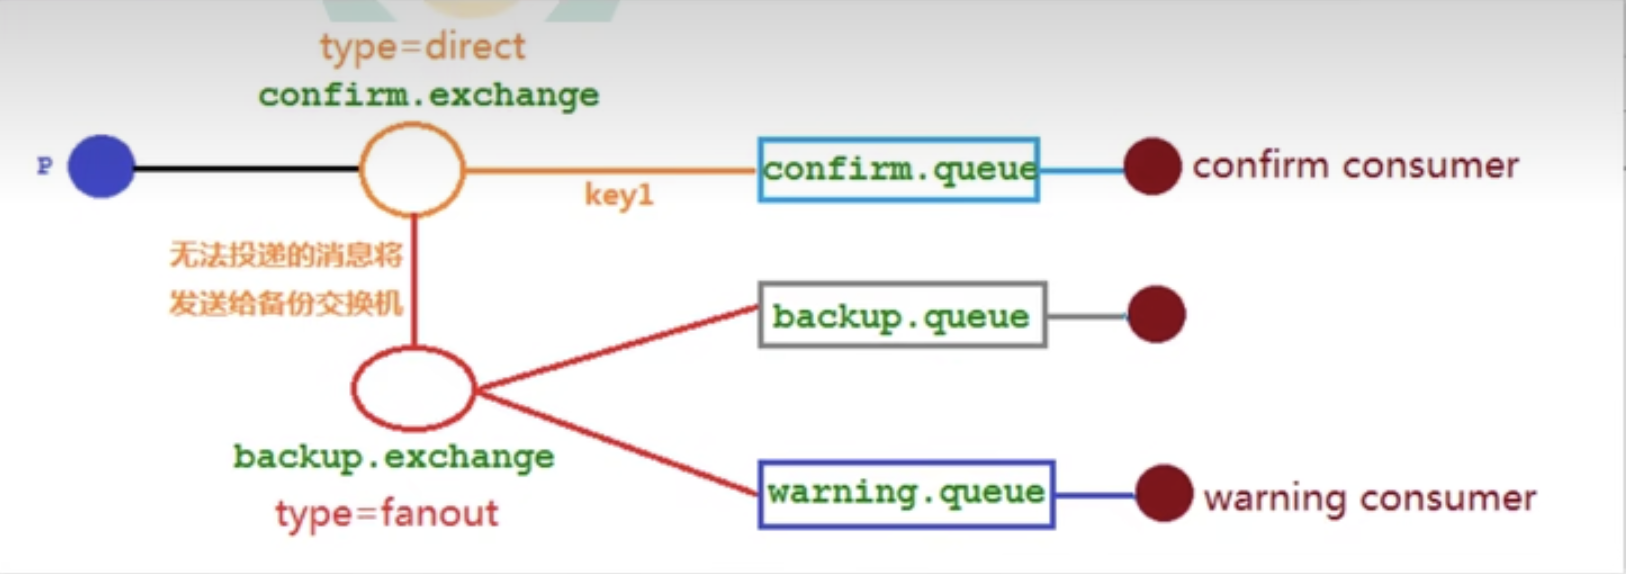 type=direct
confirm.exchange
P
key1
confirm.queue
confirm consumer
无法投递的消息将
发送给备份交换机
backup.queue
backup.exchange
type=fanout
warning.queue
warning consumer